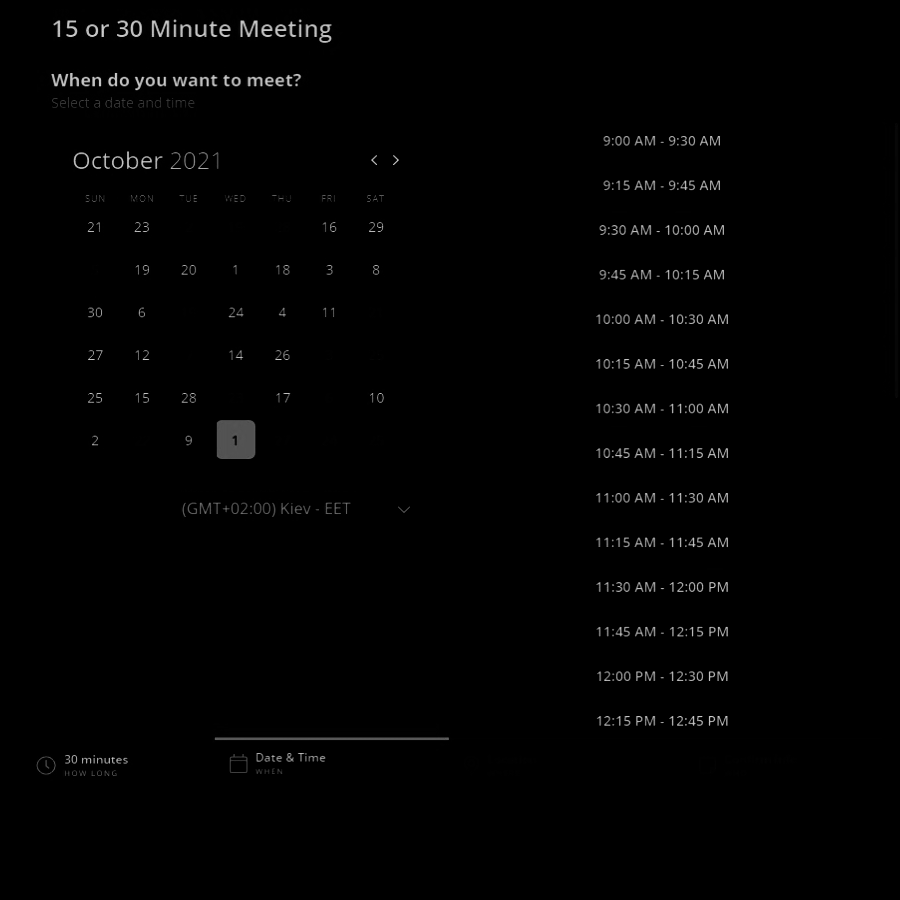 15 or 30 Minute Meeting
When do you want to meet?
Select a date and time
October 2021
SUN MON TUE WED THU FRI SAT
21 23 16 29
19 20 1 18 3 8
30 6 24 4 11
27 12 14 26
25 15 28 17 10
2 9 1
(GMT+02:00) Kiev - EET
9:00 AM - 9:30 AM
9:15 AM - 9:45 AM
9:30 AM - 10:00 AM
9:45 AM - 10:15 AM
10:00 AM - 10:30 AM
10:15 AM - 10:45 AM
10:30 AM - 11:00 AM
10:45 AM - 11:15 AM
11:00 AM - 11:30 AM
11:15 AM - 11:45 AM
11:30 AM - 12:00 PM
11:45 AM - 12:15 PM
12:00 PM - 12:30 PM
12:15 PM - 12:45 PM
30 minutes
HOW LONG
Date & Time
WHEN